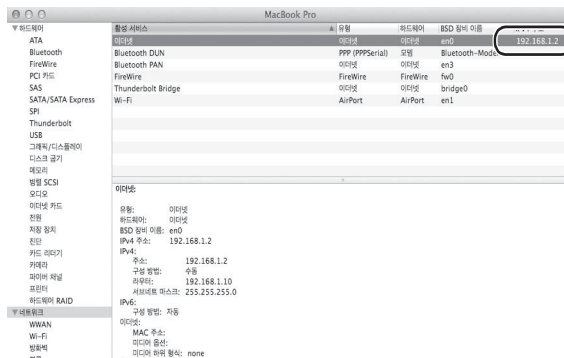 MacBook Pro
▼하드웨어
ATA
Bluetooth
FireWire
PCI 카드
SAS
SATA/SATA Express
SPI
Thunderbolt
USB
그래픽/디스플레이
디스크 굽기
메모리
병렬 SCSI
오디오
이더넷 카드
전원
저장 장치
진단
카드 리더기
카메라
파이버 채널
프린터
하드웨어 RAID
▼네트워크
WWAN
Wi-Fi
방화벽
활성 서비스 유형 하드웨어 BSD 장비 이름
이더넷 이더넷 이더넷 en0 192.168.1.2
Bluetooth DUN PPP (PPPSerial) 모뎀 Bluetooth-Mode
Bluetooth PAN 이더넷 이더넷 en3
FireWire FireWire FireWire fw0
Thunderbolt Bridge 이더넷 이더넷 bridge0
Wi-Fi AirPort AirPort en1
이더넷:
유형: 이더넷
하드웨어: 이더넷
BSD 장비 이름: en0
IPv4 주소: 192.168.1.2
IPv4:
주소: 192.168.1.2
구성 방법: 수동
라우터: 192.168.1.10
서브네트 마스크: 255.255.255.0
IPv6:
구성 방법: 자동
이더넷:
MAC 주소:
미디어 옵션:
미디어 하위 형식: none